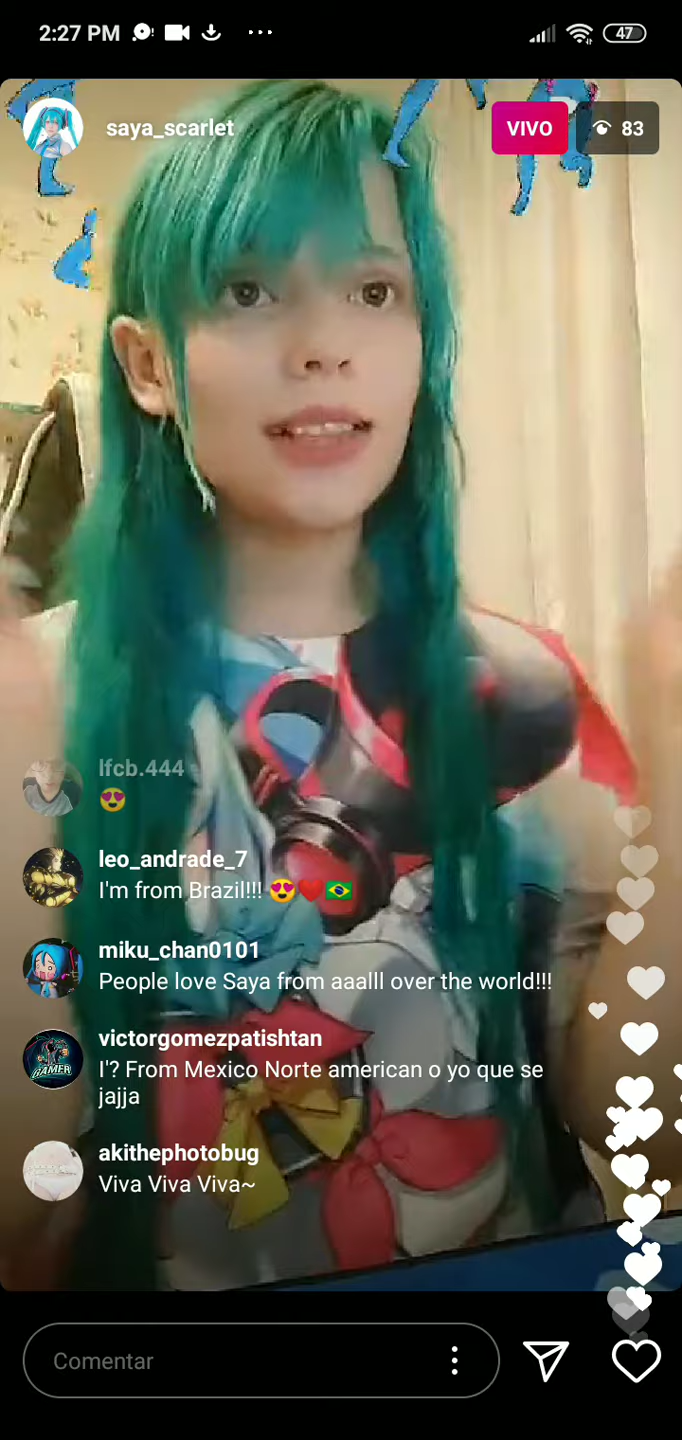 2:27 PM
47
saya_scarlet
VIVO
83
lfcb.444
😍
leo_andrade_7
I'm from Brazil!!! 😍❤️🇧🇷
miku_chan0101
People love Saya from aaalll over the world!!!
victorgomezpatishtan
I'? From Mexico Norte american o yo que se
jajja
akithephotobug
Viva Viva Viva~
Comentar
GAMER